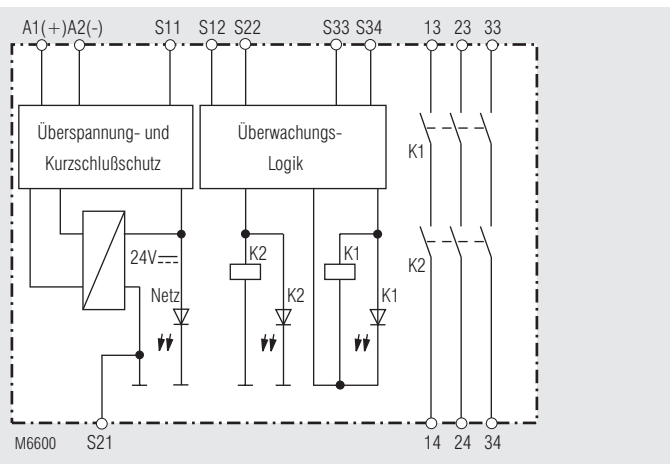 A1(+)A2(-) S11 S12 S22 S33 S34 13 23 33
Überspannung- und
Kurzschlußschutz
Überwachungs-
Logik
K1
K2
24V
K2
K1
Netz
K2
K1
M6600 S21 14 24 34